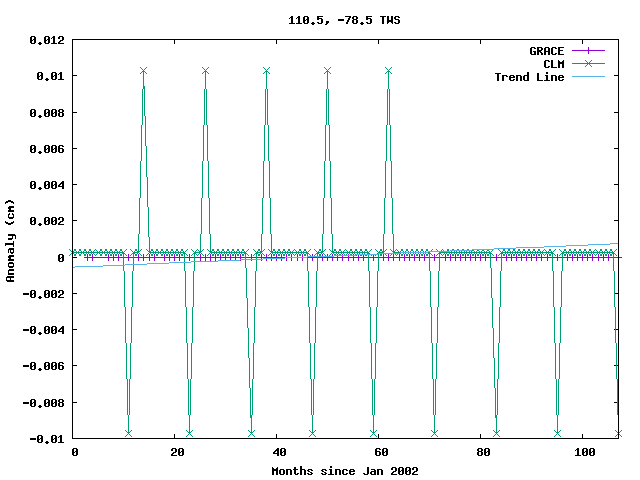 110.5, -78.5 TWS
GRACE
CLM
Trend Line
Anomaly (cm)
0.012
0.01
0.008
0.006
0.004
0.002
0
-0.002
-0.004
-0.006
-0.008
-0.01
0 20 40 60 80 100
Months since Jan 2002